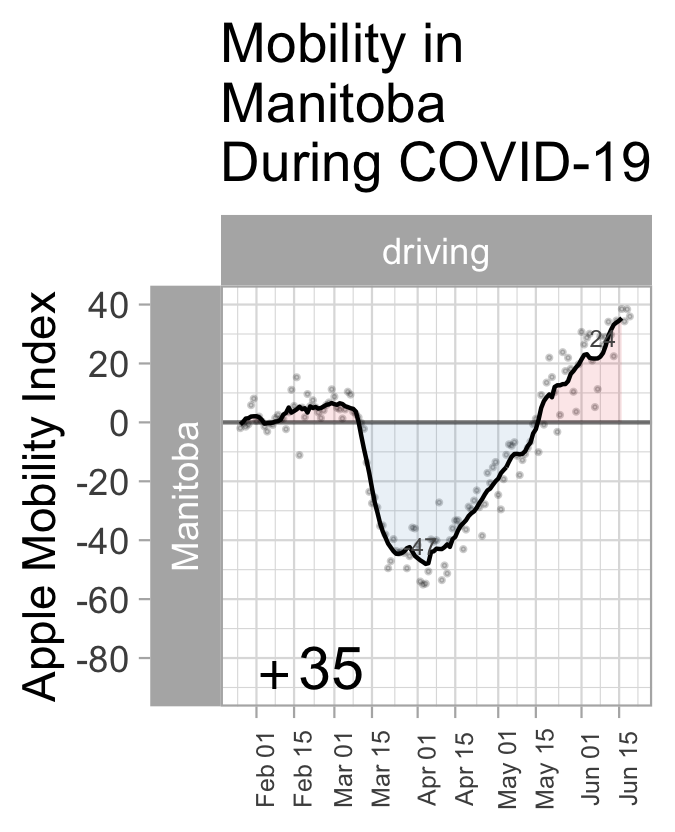 Mobility in
Manitoba
During COVID-19
driving
Apple Mobility Index
Manitoba
40
20
0
-20
-40
-60
-80
24
-47
+35
Feb 01
Feb 15
Mar 01
Mar 15
Apr 01
Apr 15
May 01
May 15
Jun 01
Jun 15